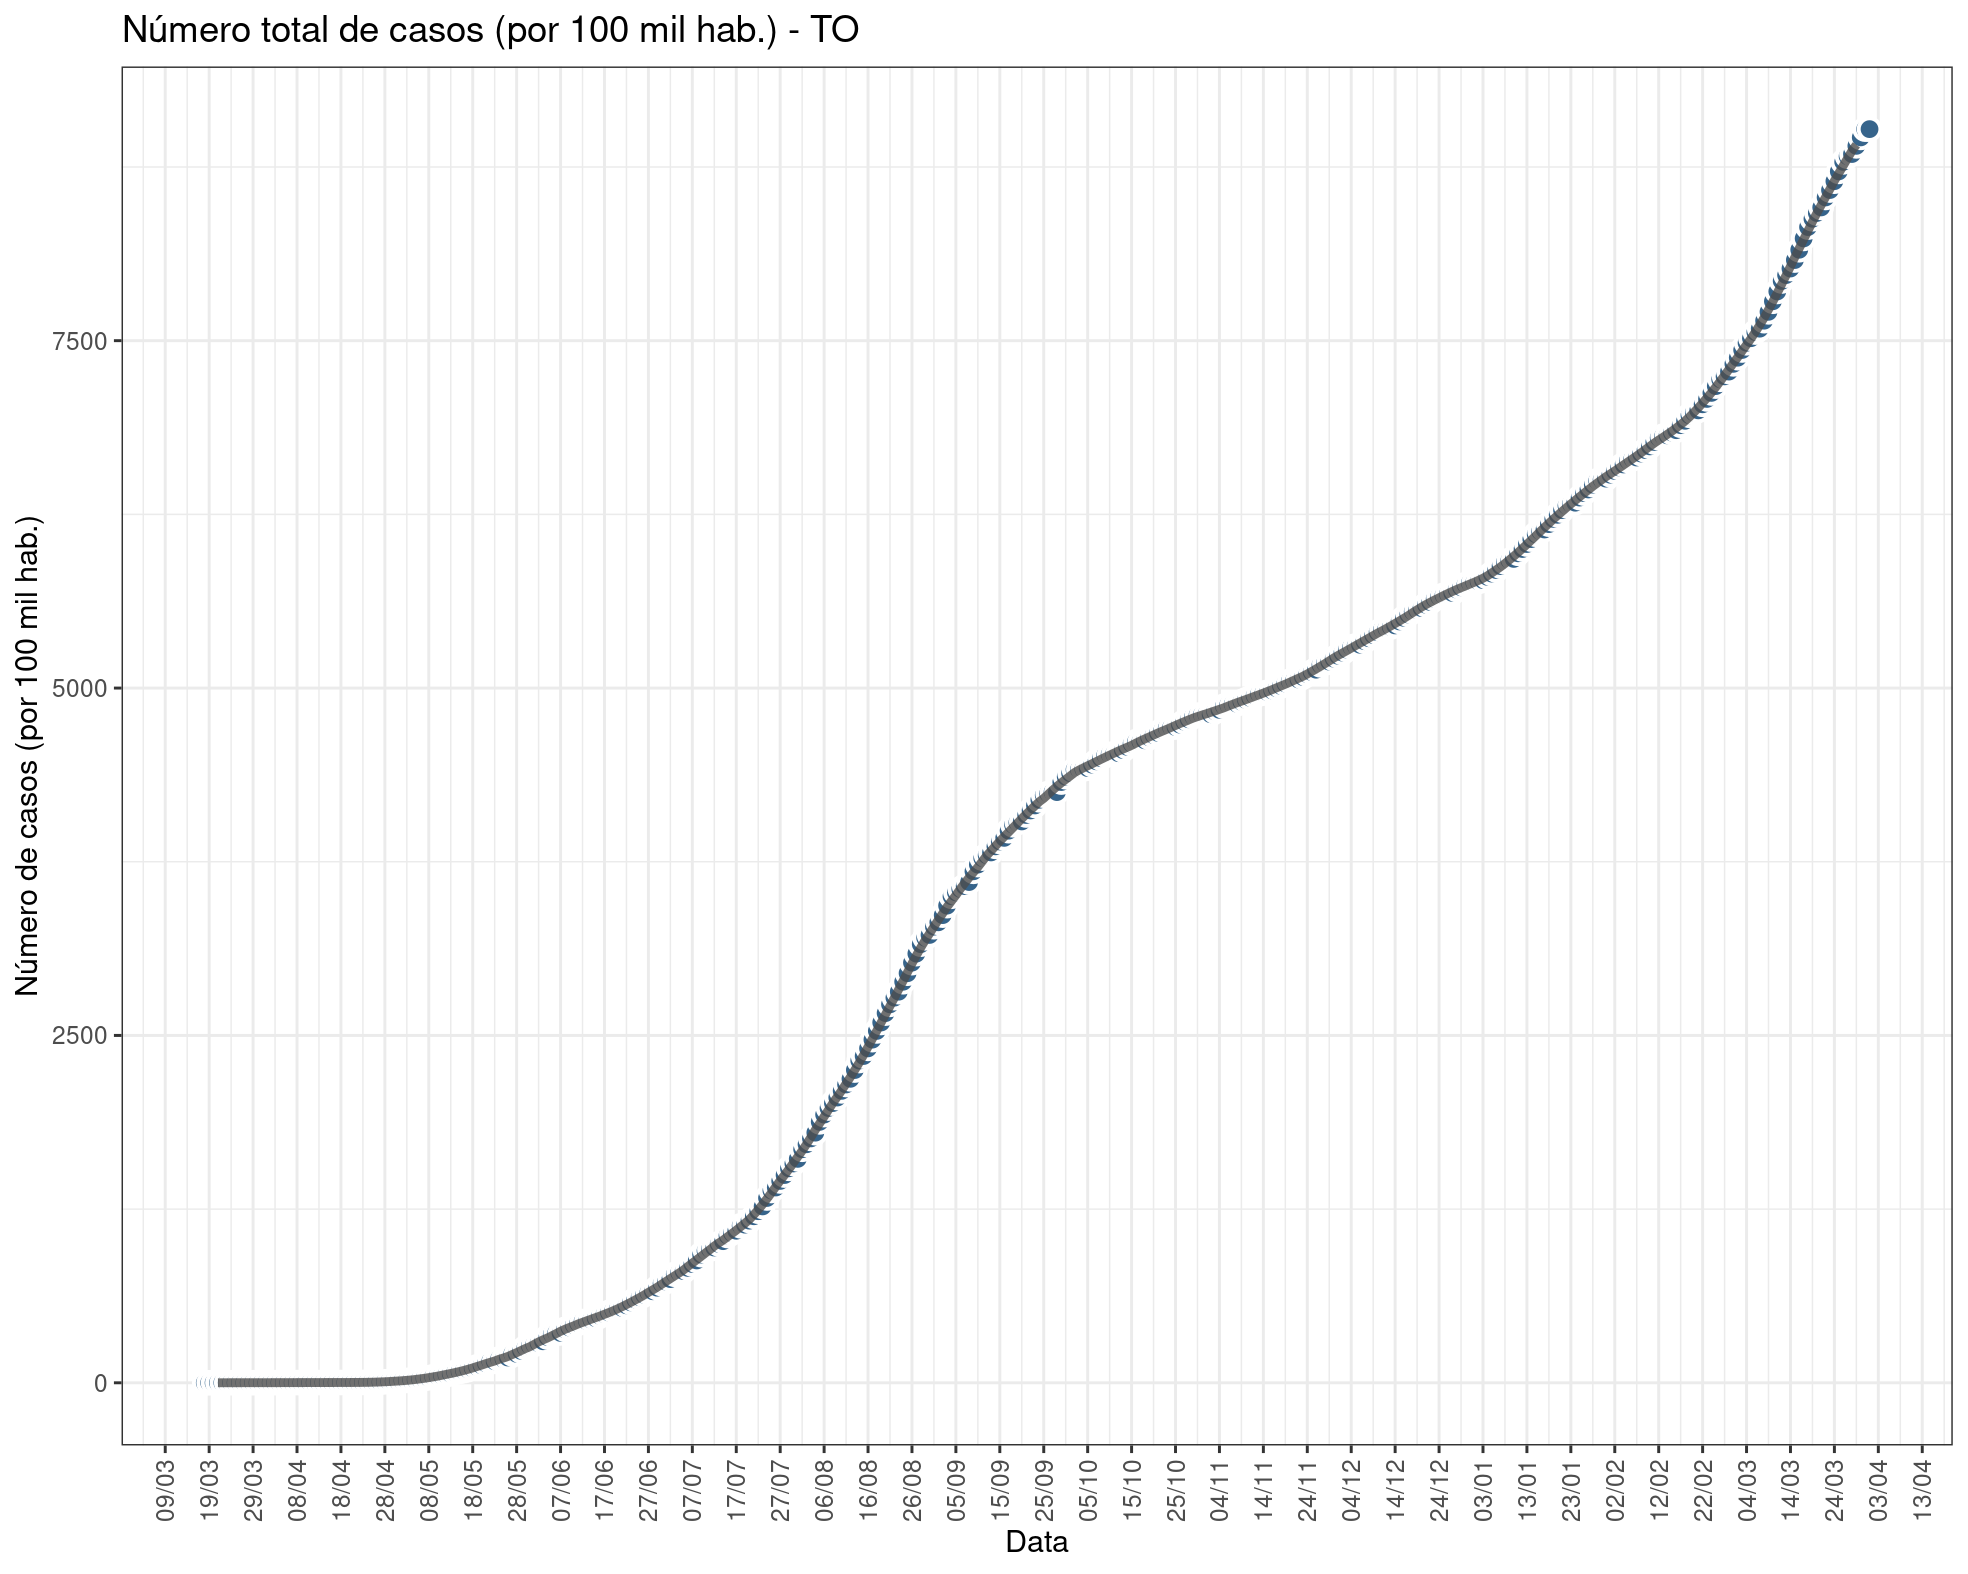 Número total de casos (por 100 mil hab.) - TO
Número de casos (por 100 mil hab.)
7500
5000
2500
0
09/03 19/03 29/03 08/04 18/04 28/04 08/05 18/05 28/05 07/06 17/06 27/06 07/07 17/07 27/07 06/08 16/08 26/08 05/09 15/09 25/09 05/10 15/10 25/10 04/11 14/11 24/11 04/12 14/12 24/12 03/01 13/01 23/01 02/02 12/02 22/02 04/03 14/03 24/03 03/04 13/04
Data